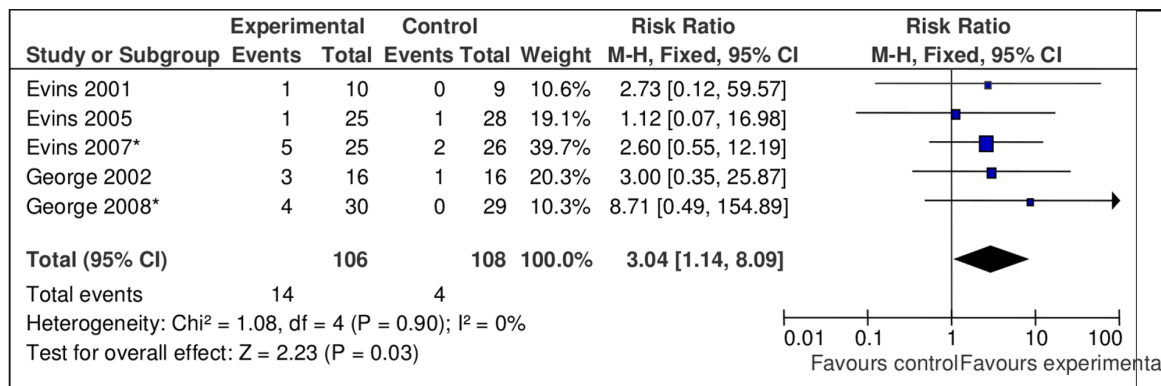 Experimental Control Risk Ratio Risk Ratio
Study or Subgroup Events Total Events Total Weight M-H, Fixed, 95% CI M-H, Fixed, 95% CI
Evins 2001 1 10 0 9 10.6% 2.73 [0.12, 59.57]
Evins 2005 1 25 1 28 19.1% 1.12 [0.07, 16.98]
Evins 2007* 5 25 2 26 39.7% 2.60 [0.55, 12.19]
George 2002 3 16 1 16 20.3% 3.00 [0.35, 25.87]
George 2008* 4 30 0 29 10.3% 8.71 [0.49, 154.89]
Total (95% CI) 106 108 100.0% 3.04 [1.14, 8.09]
Total events 14 4
Heterogeneity: Chi² = 1.08, df = 4 (P = 0.90); I² = 0%
Test for overall effect: Z = 2.23 (P = 0.03)
0.01 0.1 1 10 100
Favours control Favours experimenta